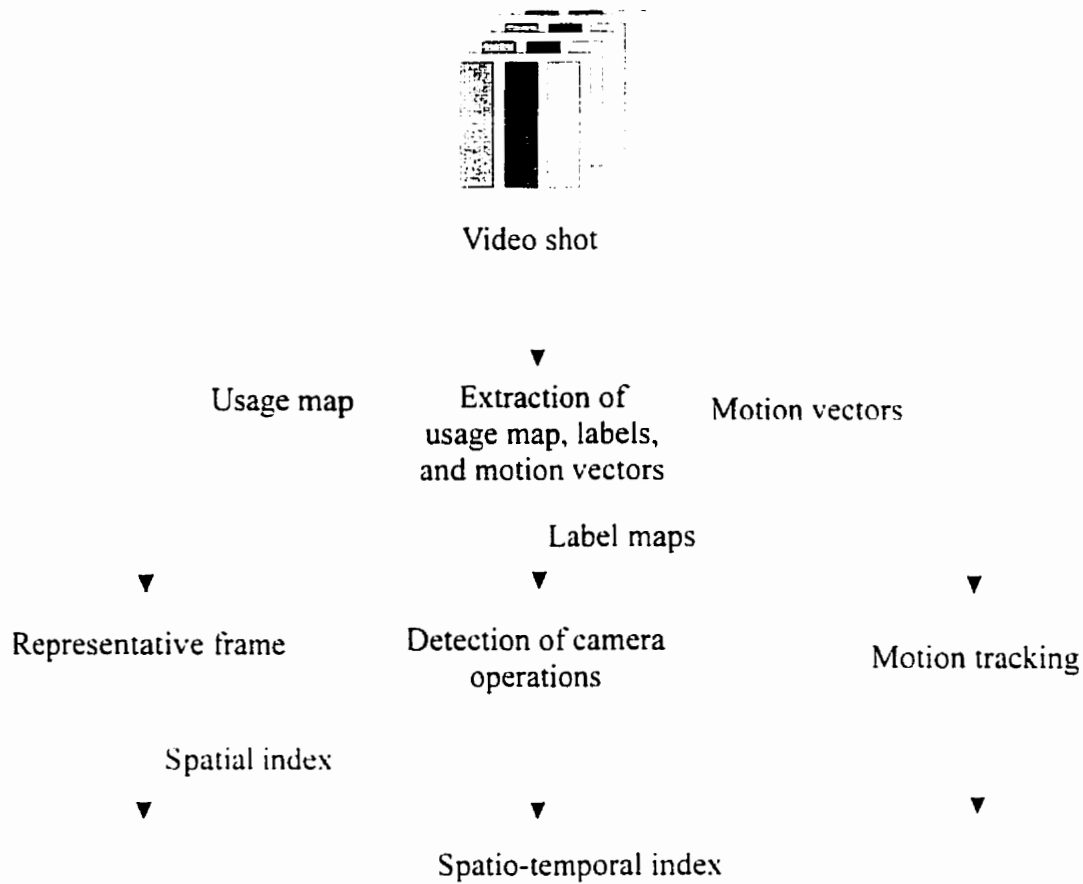 Video shot
Usage map
Extraction of
usage map, labels,
and motion vectors
Motion vectors
Label maps
Representative frame
Detection of camera
operations
Motion tracking
Spatial index
Spatio-temporal index